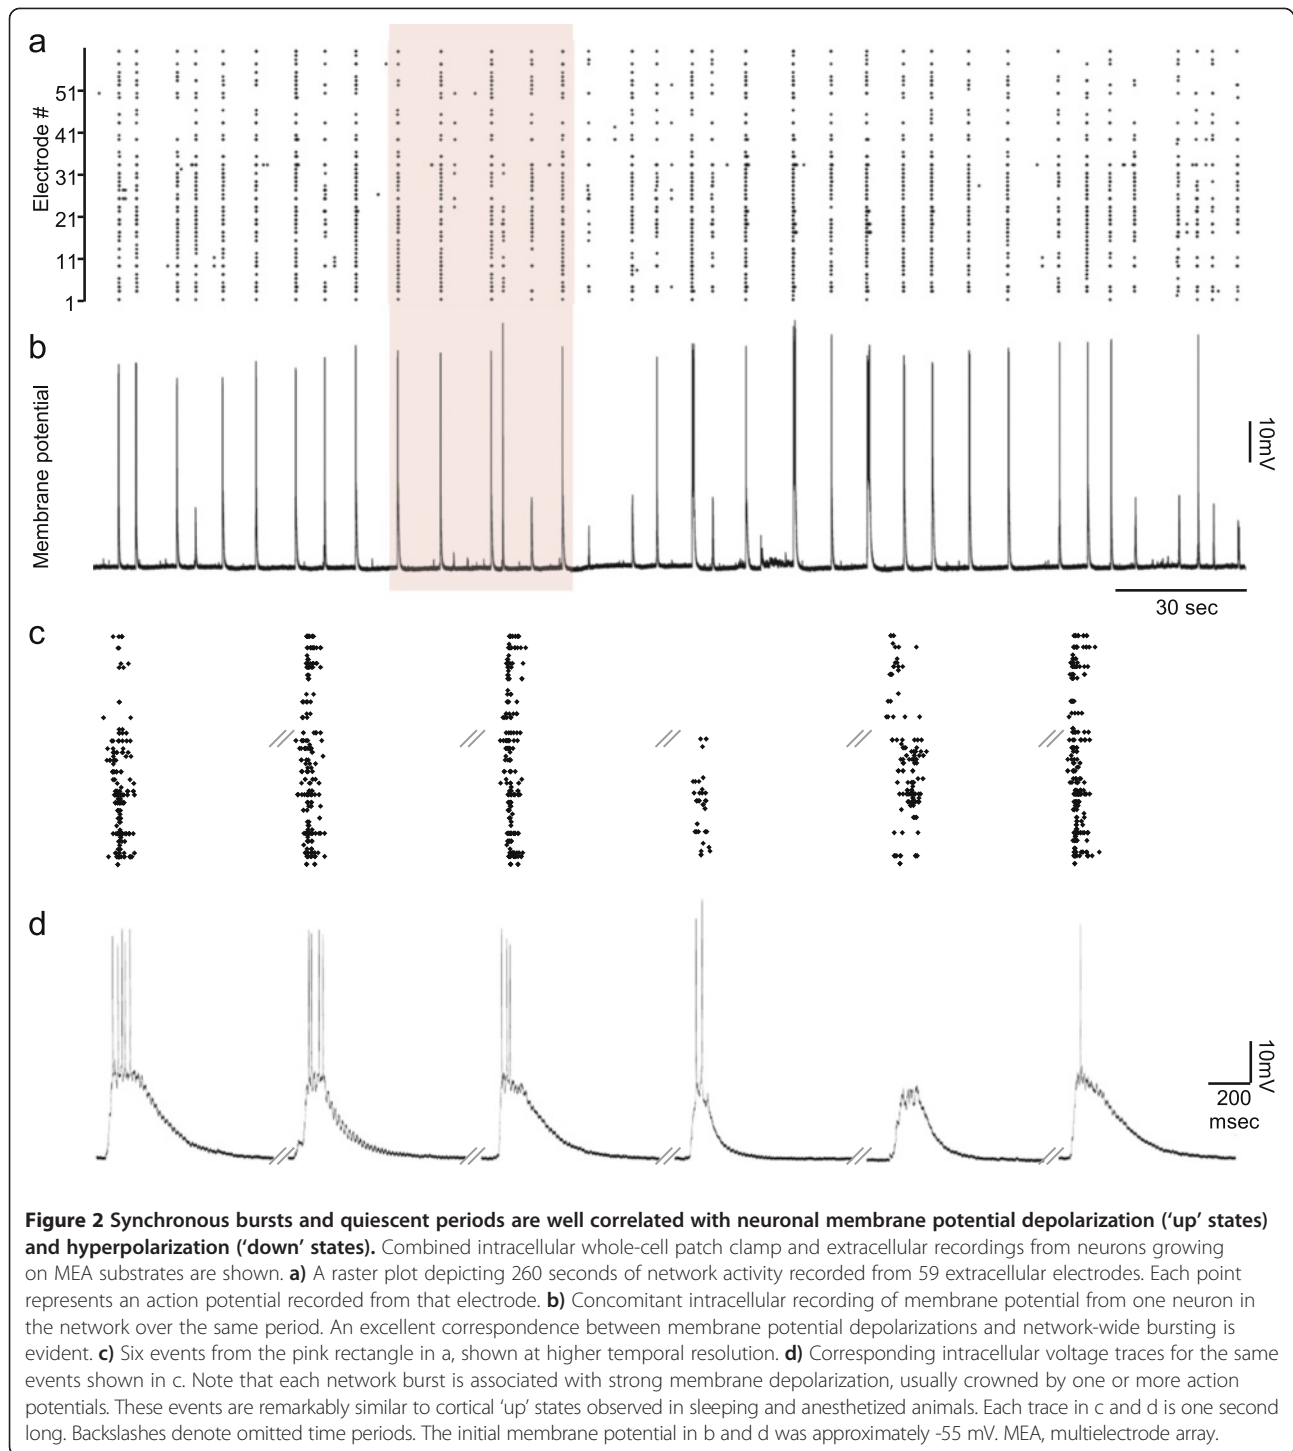 a
Electrode #
51
41
31
21
11
1
b
Membrane potential
10mV
30 sec
c
d
10mV
200
msec
Figure 2 Synchronous bursts and quiescent periods are well correlated with neuronal membrane potential depolarization (‘up’ states)
and hyperpolarization (‘down’ states). Combined intracellular whole-cell patch clamp and extracellular recordings from neurons growing
on MEA substrates are shown. a) A raster plot depicting 260 seconds of network activity recorded from 59 extracellular electrodes. Each point
represents an action potential recorded from that electrode. b) Concomitant intracellular recording of membrane potential from one neuron in
the network over the same period. An excellent correspondence between membrane potential depolarizations and network-wide bursting is
evident. c) Six events from the pink rectangle in a, shown at higher temporal resolution. d) Corresponding intracellular voltage traces for the same
events shown in c. Note that each network burst is associated with strong membrane depolarization, usually crowned by one or more action
potentials. These events are remarkably similar to cortical ‘up’ states observed in sleeping and anesthetized animals. Each trace in c and d is one second
long. Backslashes denote omitted time periods. The initial membrane potential in b and d was approximately -55 mV. MEA, multielectrode array.